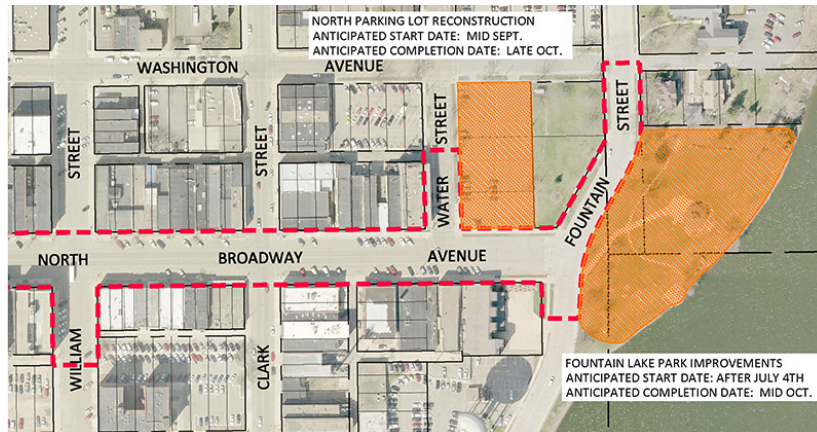 NORTH PARKING LOT RECONSTRUCTION
ANTICIPATED START DATE: MID SEPT.
ANTICIPATED COMPLETION DATE: LATE OCT.
WASHINGTON AVENUE
STREET
STREET
STREET
STREET
WATER
FOUNTAIN
NORTH BROADWAY AVENUE
WILLIAM
CLARK
FOUNTAIN LAKE PARK IMPROVEMENTS
ANTICIPATED START DATE: AFTER JULY 4TH
ANTICIPATED COMPLETION DATE: MID OCT.